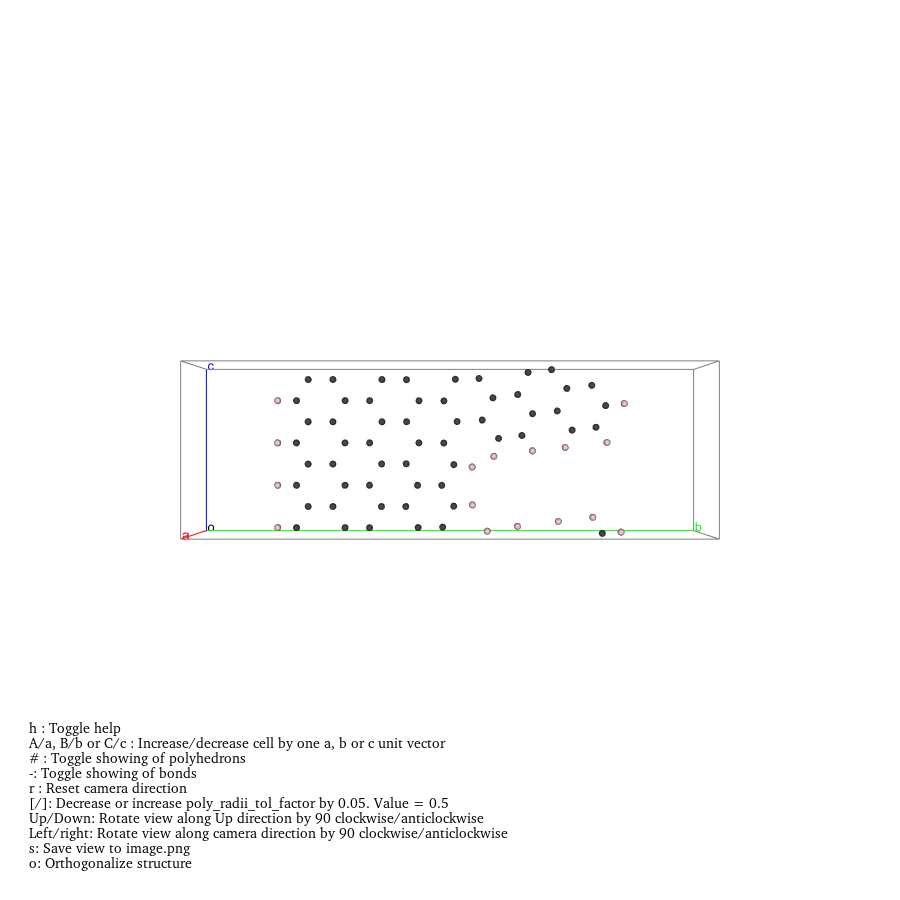 c
o
b
a
h : Toggle help
A/a, B/b or C/c : Increase/decrease cell by one a, b or c unit vector
# : Toggle showing of polyhedrons
-: Toggle showing of bonds
r : Reset camera direction
[/]: Decrease or increase poly_radii_tol_factor by 0.05. Value = 0.5
Up/Down: Rotate view along Up direction by 90 clockwise/anticlockwise
Left/right: Rotate view along camera direction by 90 clockwise/anticlockwise
s: Save view to image.png
o: Orthogonalize structure